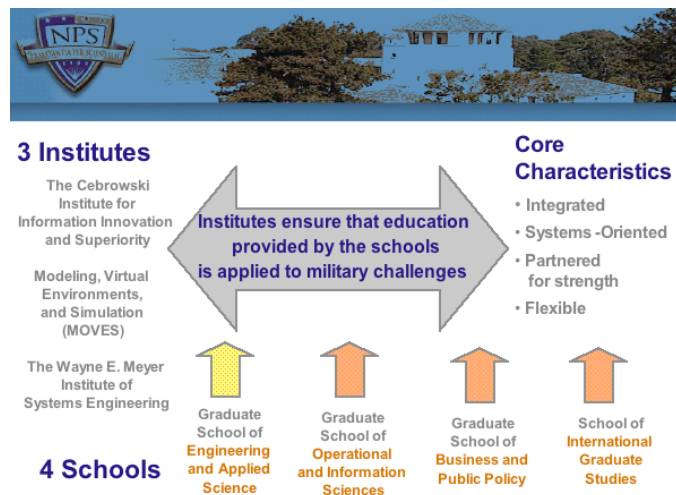 NPS
PRAESTANTIA PER SCIENTIAM
3 Institutes
The Cebrowski
Institute for
Information Innovation
and Superiority
Modeling, Virtual
Environments,
and Simulation
(MOVES)
The Wayne E. Meyer
Institute of
Systems Engineering
Institutes ensure that education
provided by the schools
is applied to military challenges
Core
Characteristics
• Integrated
• Systems -Oriented
• Partnered
for strength
• Flexible
4 Schools
Graduate
School of
Engineering
and Applied
Science
Graduate
School of
Operational
and Information
Sciences
Graduate
School of
Business and
Public Policy
School of
International
Graduate
Studies